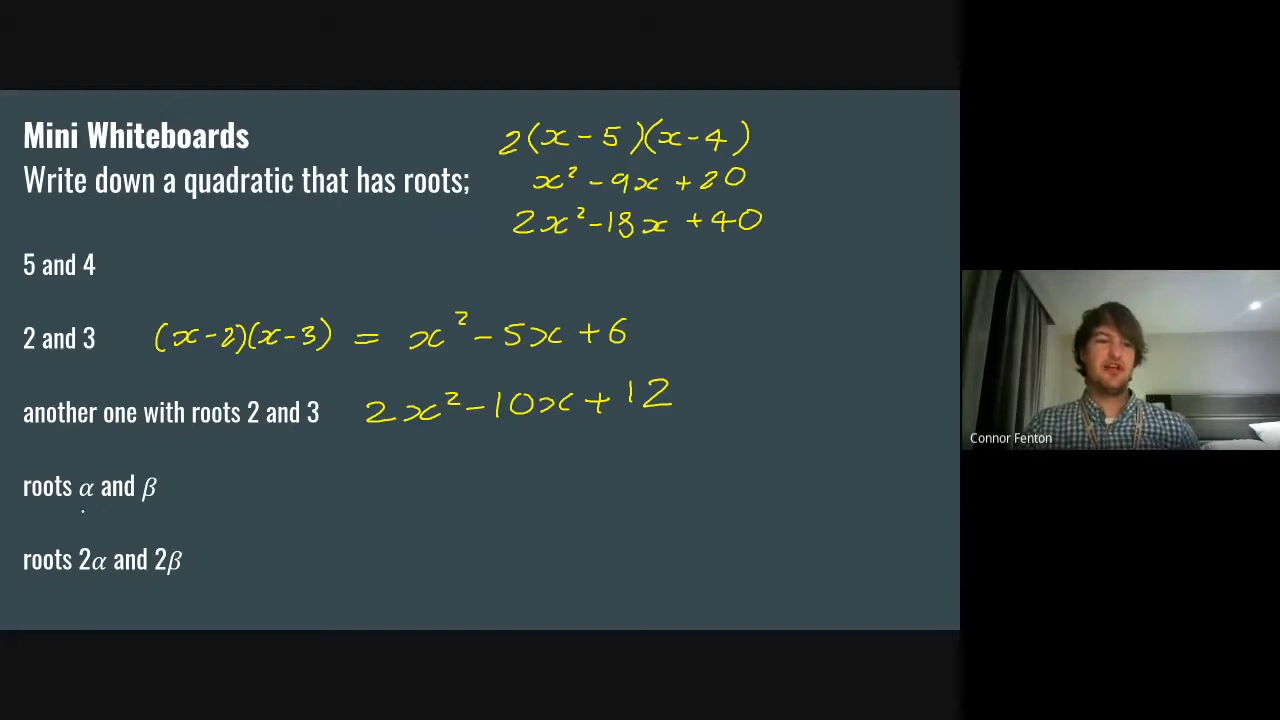 Mini Whiteboards
2(x-5)(x-4)
Write down a quadratic that has roots;
x² -9x +20
2x² -18x +40
5 and 4
2 and 3 (x-2)(x-3) = x² -5x +6
another one with roots 2 and 3 2x² -10x + 12
roots α and β
roots 2α and 2β
Connor Fenton